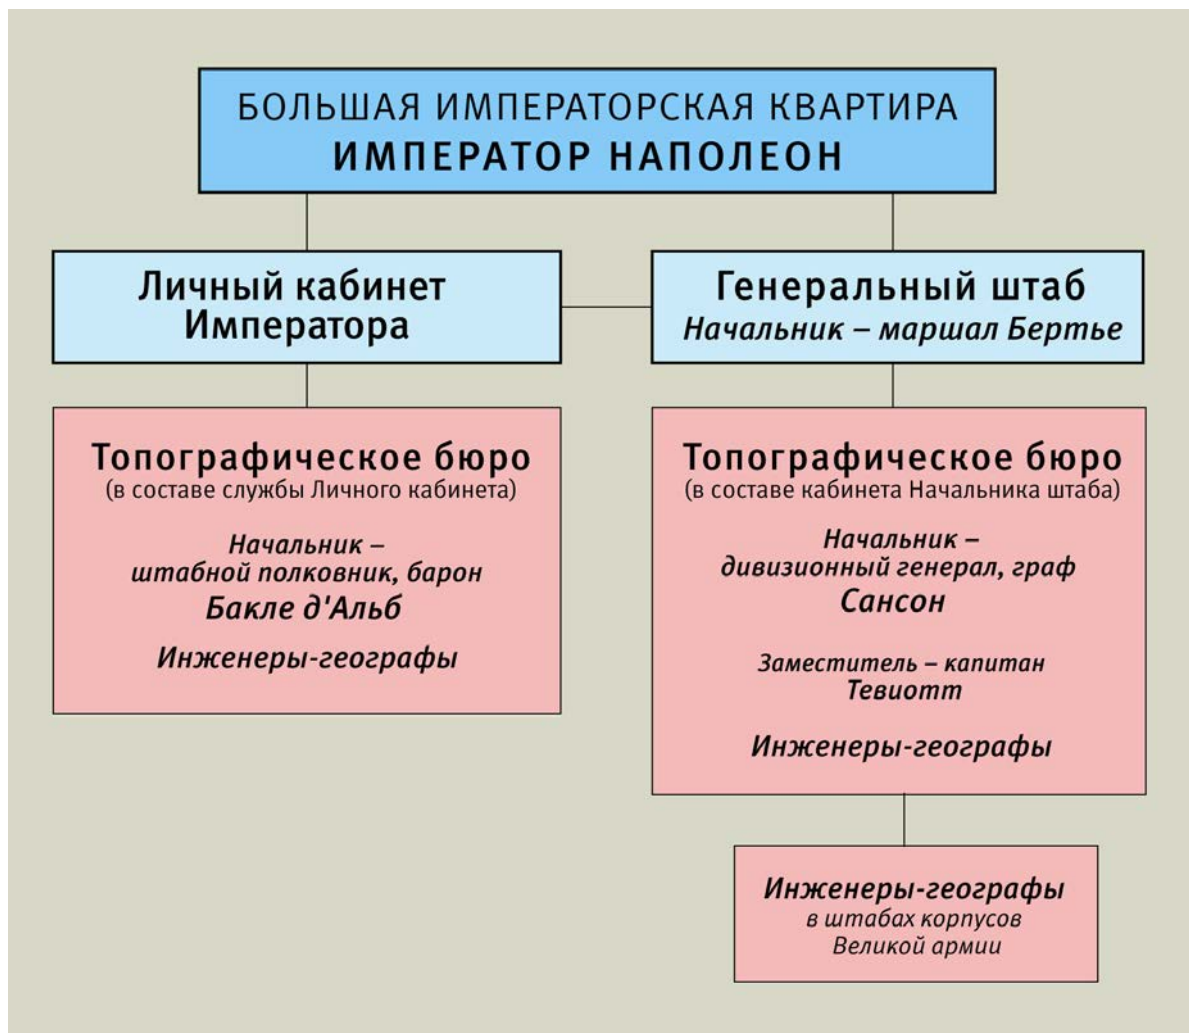 БОЛЬШАЯ ИМПЕРАТОРСКАЯ КВАРТИРА
ИМПЕРАТОР НАПОЛЕОН
Личный кабинет
Императора
Генеральный штаб
Начальник – маршал Бертье
Топографическое бюро
(в составе службы Личного кабинета)
Начальник –
штабной полковник, барон
Бакле д'Альб
Инженеры-географы
Топографическое бюро
(в составе кабинета Начальника штаба)
Начальник –
дивизионный генерал, граф
Сансон
Заместитель – капитан
Тевиотт
Инженеры-географы
Инженеры-географы
в штабах корпусов
Великой армии